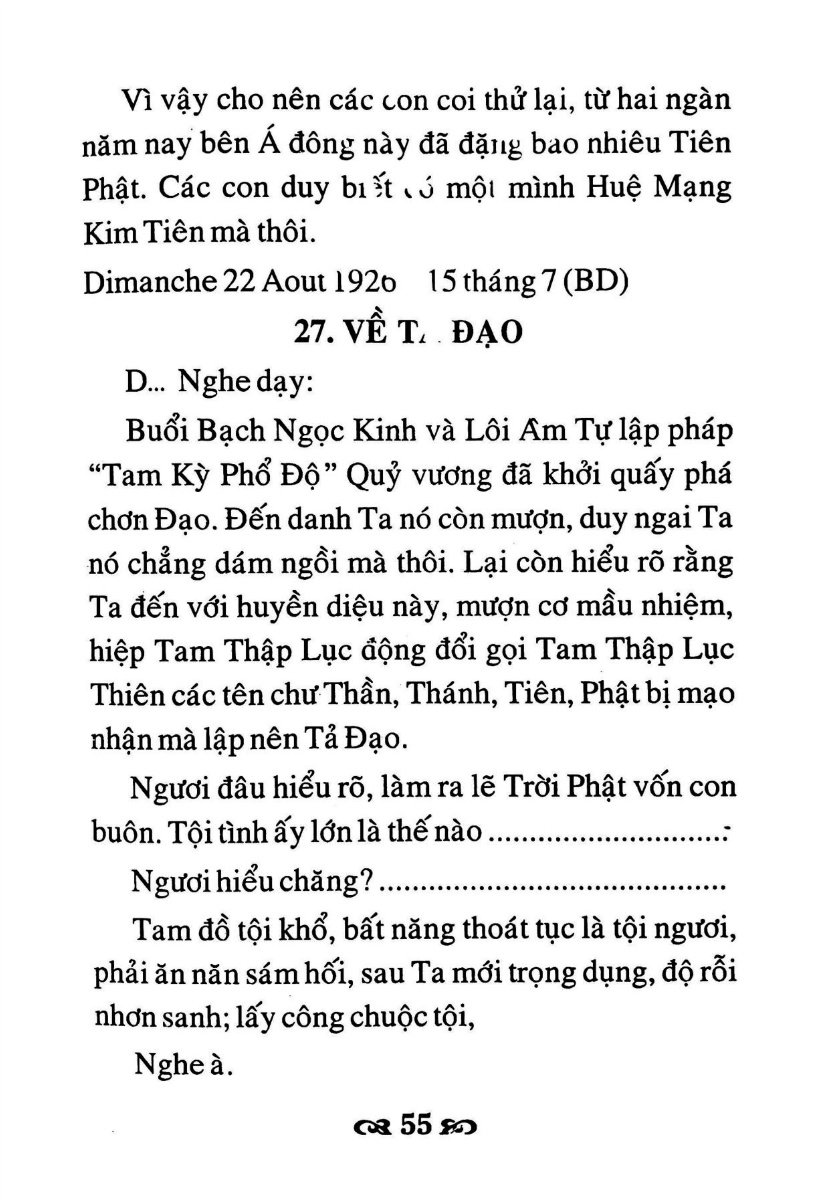 Vì vậy cho nên các con coi thử lại, từ hai ngàn
năm nay bên Á đông này đã đặng bao nhiêu Tiên
Phật. Các con duy biết có một mình Huệ Mạng
Kim Tiên mà thôi.
Dimanche 22 Aout 1926 15 tháng 7 (BD)
27. VỀ TẢ ĐẠO
D... Nghe dạy:
Buổi Bạch Ngọc Kinh và Lôi Âm Tự lập pháp
“Tam Kỳ Phổ Độ” Quỷ vương đã khởi quấy phá
chơn Đạo. Đến danh Ta nó còn mượn, duy ngai Ta
nó chẳng dám ngồi mà thôi. Lại còn hiểu rõ rằng
Ta đến với huyền diệu này, mượn cơ mầu nhiệm,
hiệp Tam Thập Lục động đổi gọi Tam Thập Lục
Thiên các tên chư Thần, Thánh, Tiên, Phật bị mạo
nhận mà lập nên Tả Đạo.
Ngươi đâu hiểu rõ, làm ra lẽ Trời Phật vốn con
buôn. Tội tình ấy lớn là thế nào ................................:
Ngươi hiểu chăng? ..............................................
Tam đồ tội khổ, bất năng thoát tục là tội ngươi,
phải ăn năn sám hối, sau Ta mới trọng dụng, độ rỗi
nhơn sanh; lấy công chuộc tội,
Nghe à.
55